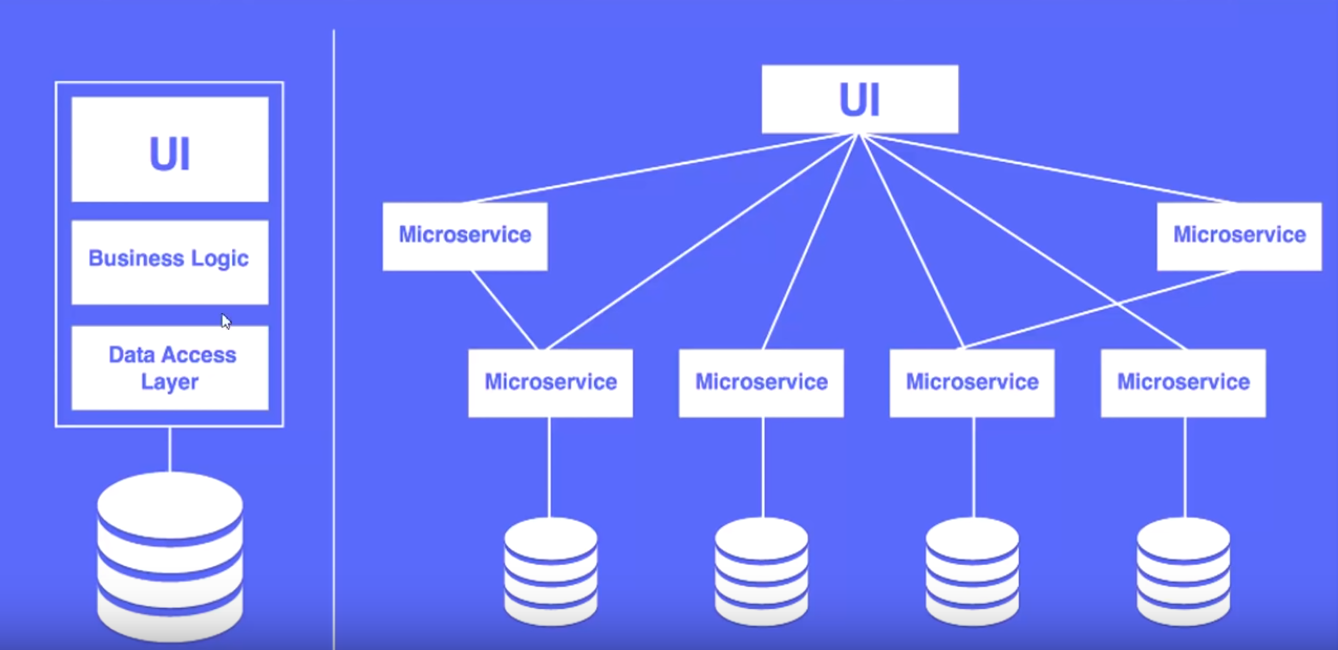 UI
Business Logic
Data Access
Layer
UI
Microservice
Microservice
Microservice
Microservice
Microservice
Microservice